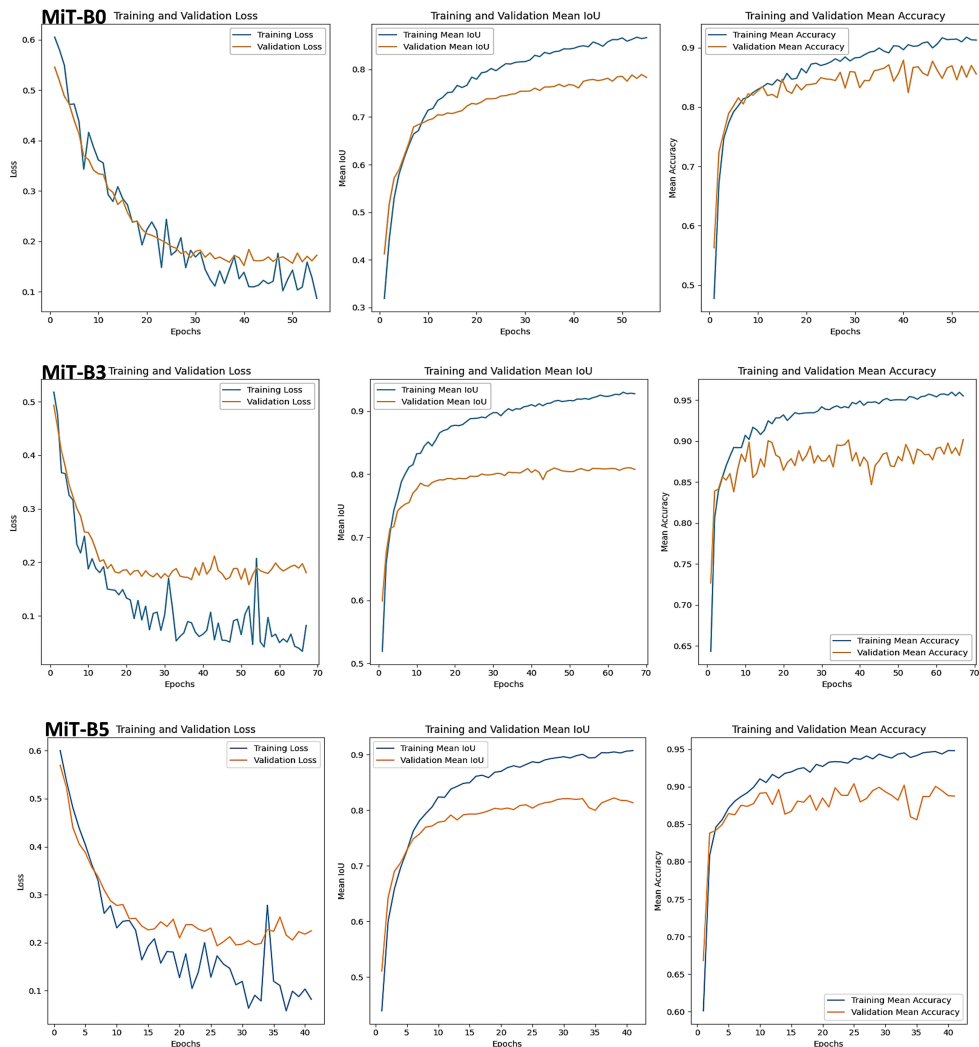 MiT-B0
Training and Validation Loss
Training Loss
Validation Loss
0.6
0.5
0.4
0.3
0.2
0.1
Loss
0 10 20 30 40 50
Epochs
Training and Validation Mean IoU
Training Mean IoU
Validation Mean IoU
0.8
0.7
0.6
0.5
0.4
0.3
Mean IoU
0 10 20 30 40 50
Epochs
Training and Validation Mean Accuracy
Training Mean Accuracy
Validation Mean Accuracy
0.9
0.8
0.7
0.6
0.5
Mean Accuracy
0 10 20 30 40 50
Epochs
MiT-B3
Training and Validation Loss
Training Loss
Validation Loss
0.5
0.4
0.3
0.2
0.1
Loss
0 10 20 30 40 50 60 70
Epochs
Training and Validation Mean IoU
Training Mean IoU
Validation Mean IoU
0.9
0.8
0.7
0.6
0.5
Mean IoU
0 10 20 30 40 50 60 70
Epochs
Training and Validation Mean Accuracy
0.95
0.90
0.85
0.80
0.75
0.70
0.65
Mean Accuracy
Training Mean Accuracy
Validation Mean Accuracy
0 10 20 30 40 50 60 70
Epochs
MiT-B5
Training and Validation Loss
Training Loss
Validation Loss
0.6
0.5
0.4
0.3
0.2
0.1
Loss
0 5 10 15 20 25 30 35 40
Epochs
Training and Validation Mean IoU
Training Mean IoU
Validation Mean IoU
0.9
0.8
0.7
0.6
0.5
Mean IoU
0 5 10 15 20 25 30 35 40
Epochs
Training and Validation Mean Accuracy
0.95
0.90
0.85
0.80
0.75
0.70
0.65
0.60
Mean Accuracy
Training Mean Accuracy
Validation Mean Accuracy
0 5 10 15 20 25 30 35 40
Epochs